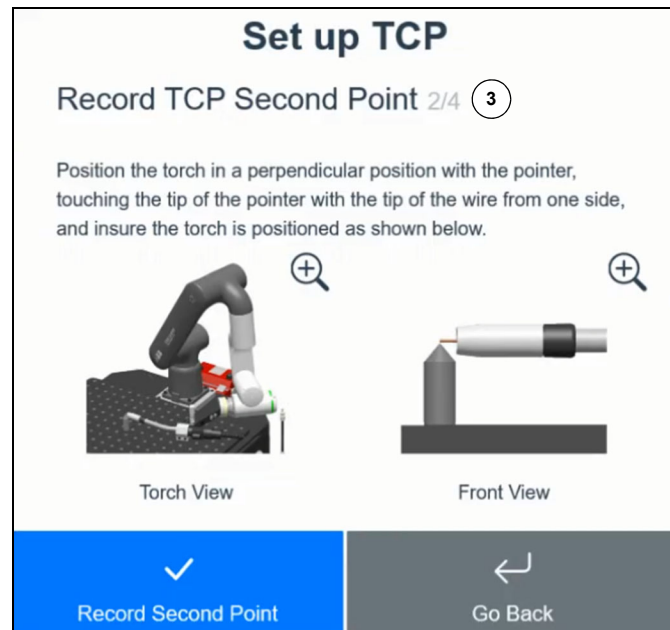 Set up TCP
Record TCP Second Point 2/4 3
Position the torch in a perpendicular position with the pointer,
touching the tip of the pointer with the tip of the wire from one side,
and insure the torch is positioned as shown below.
Torch View
Front View
Record Second Point
Go Back